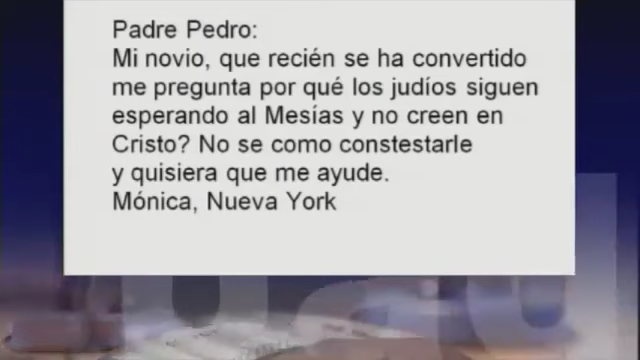 Padre Pedro:
Mi novio, que recién se ha convertido
me pregunta por qué los judíos siguen
esperando al Mesías y no creen en
Cristo? No se como constestarle
y quisiera que me ayude.
Mónica, Nueva York